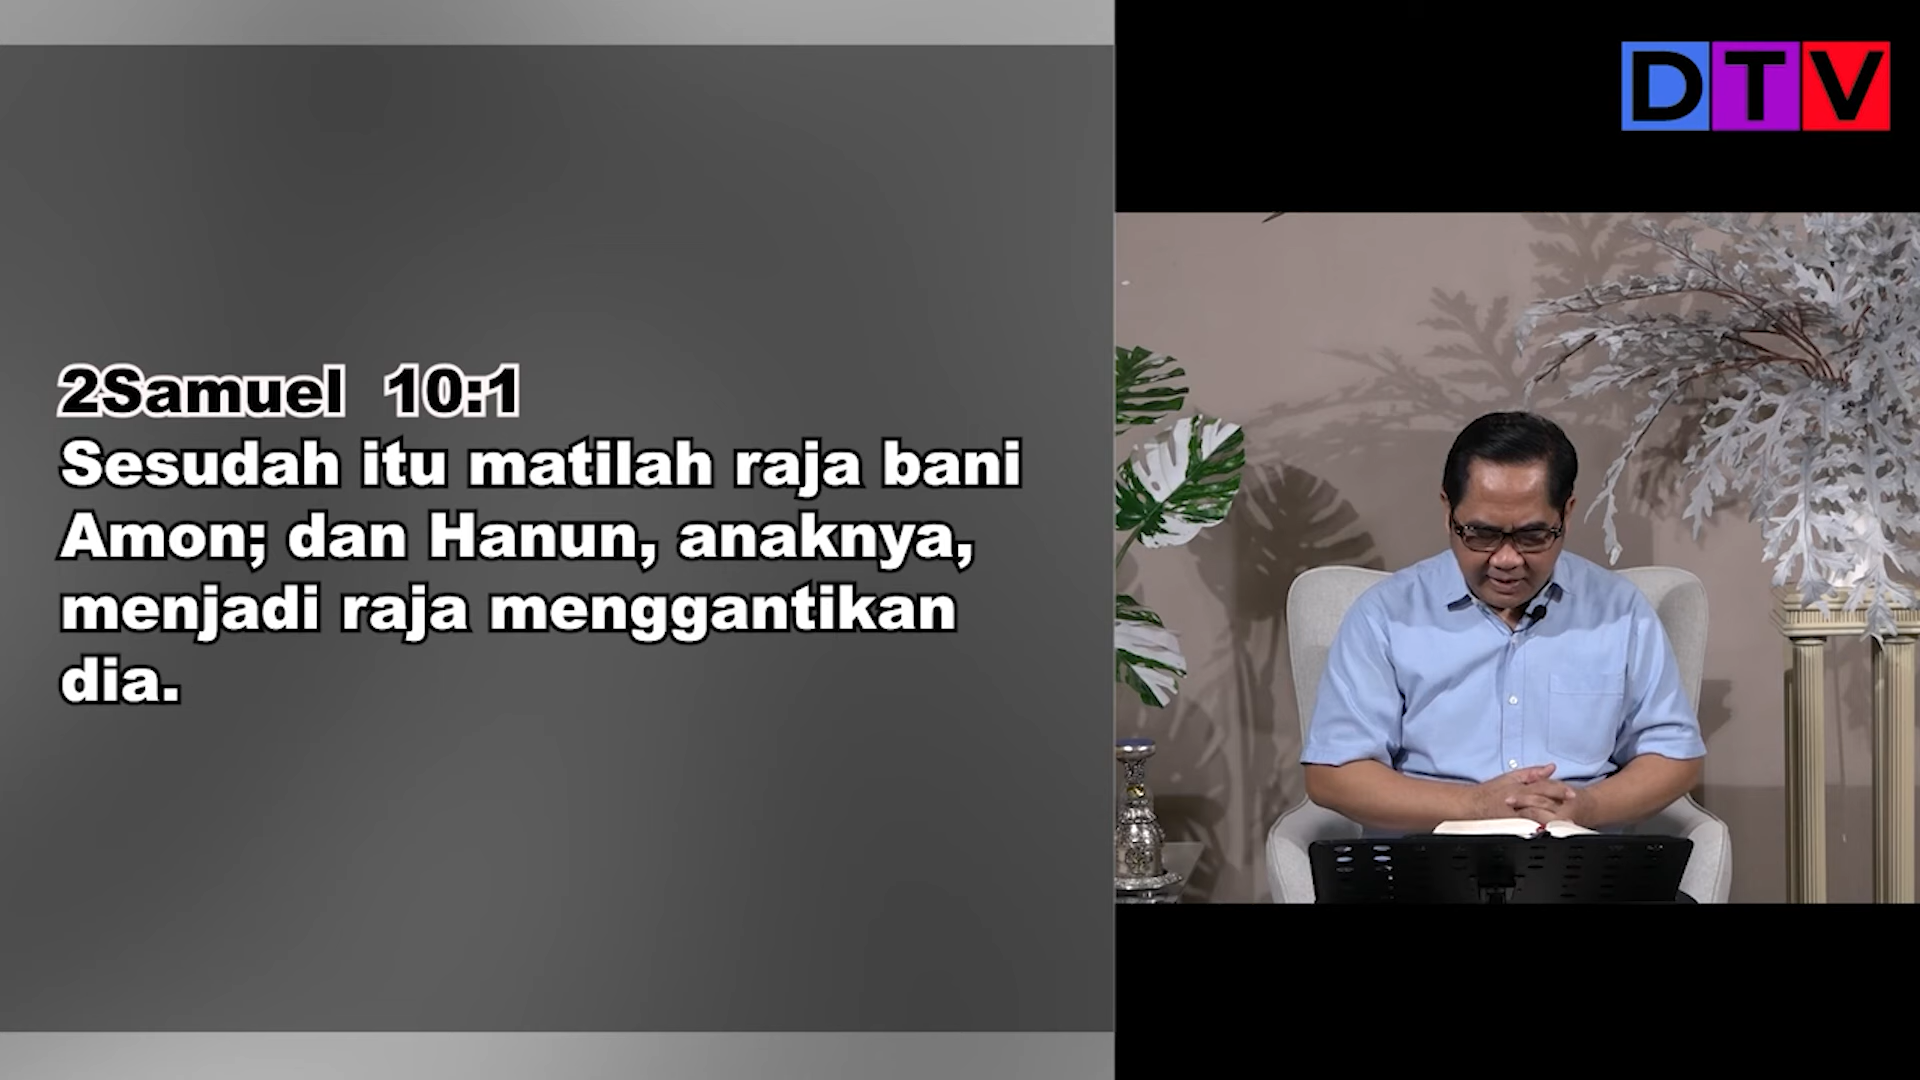 2Samuel 10:1
Sesudah itu matilah raja bani
Amon; dan Hanun, anaknya,
menjadi raja menggantikan
dia.
DTV